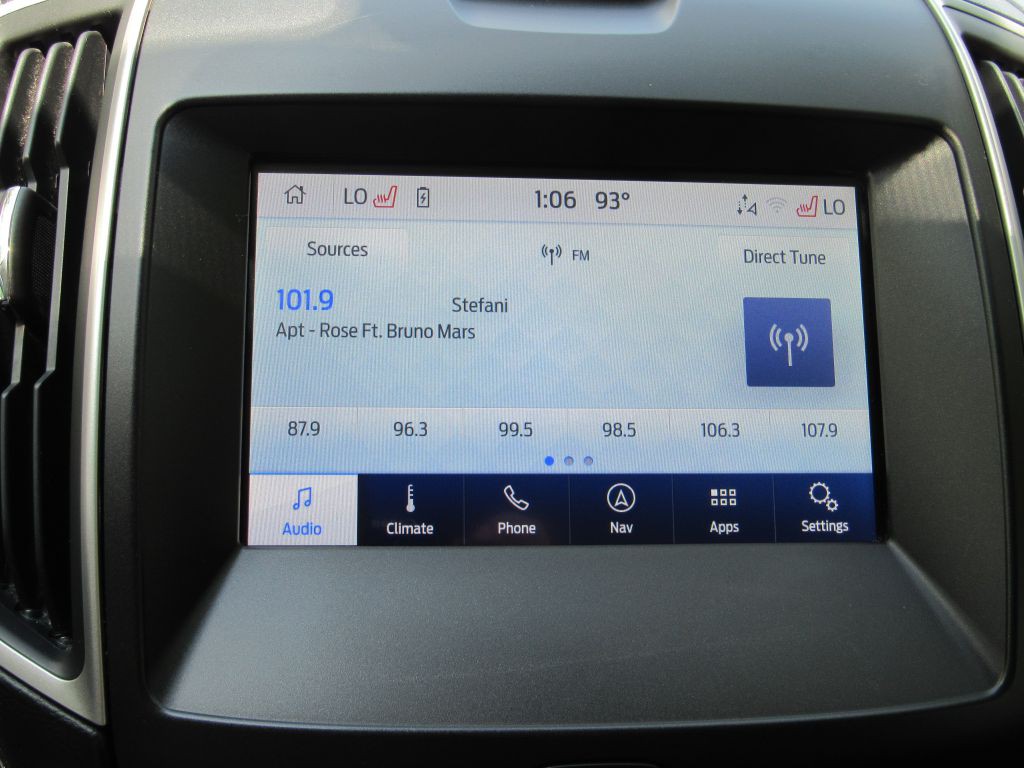 LO 1:06 93° LO
Sources FM Direct Tune
101.9 Stefani
Apt - Rose Ft. Bruno Mars
87.9 96.3 99.5 98.5 106.3 107.9
Audio Climate Phone Nav Apps Settings